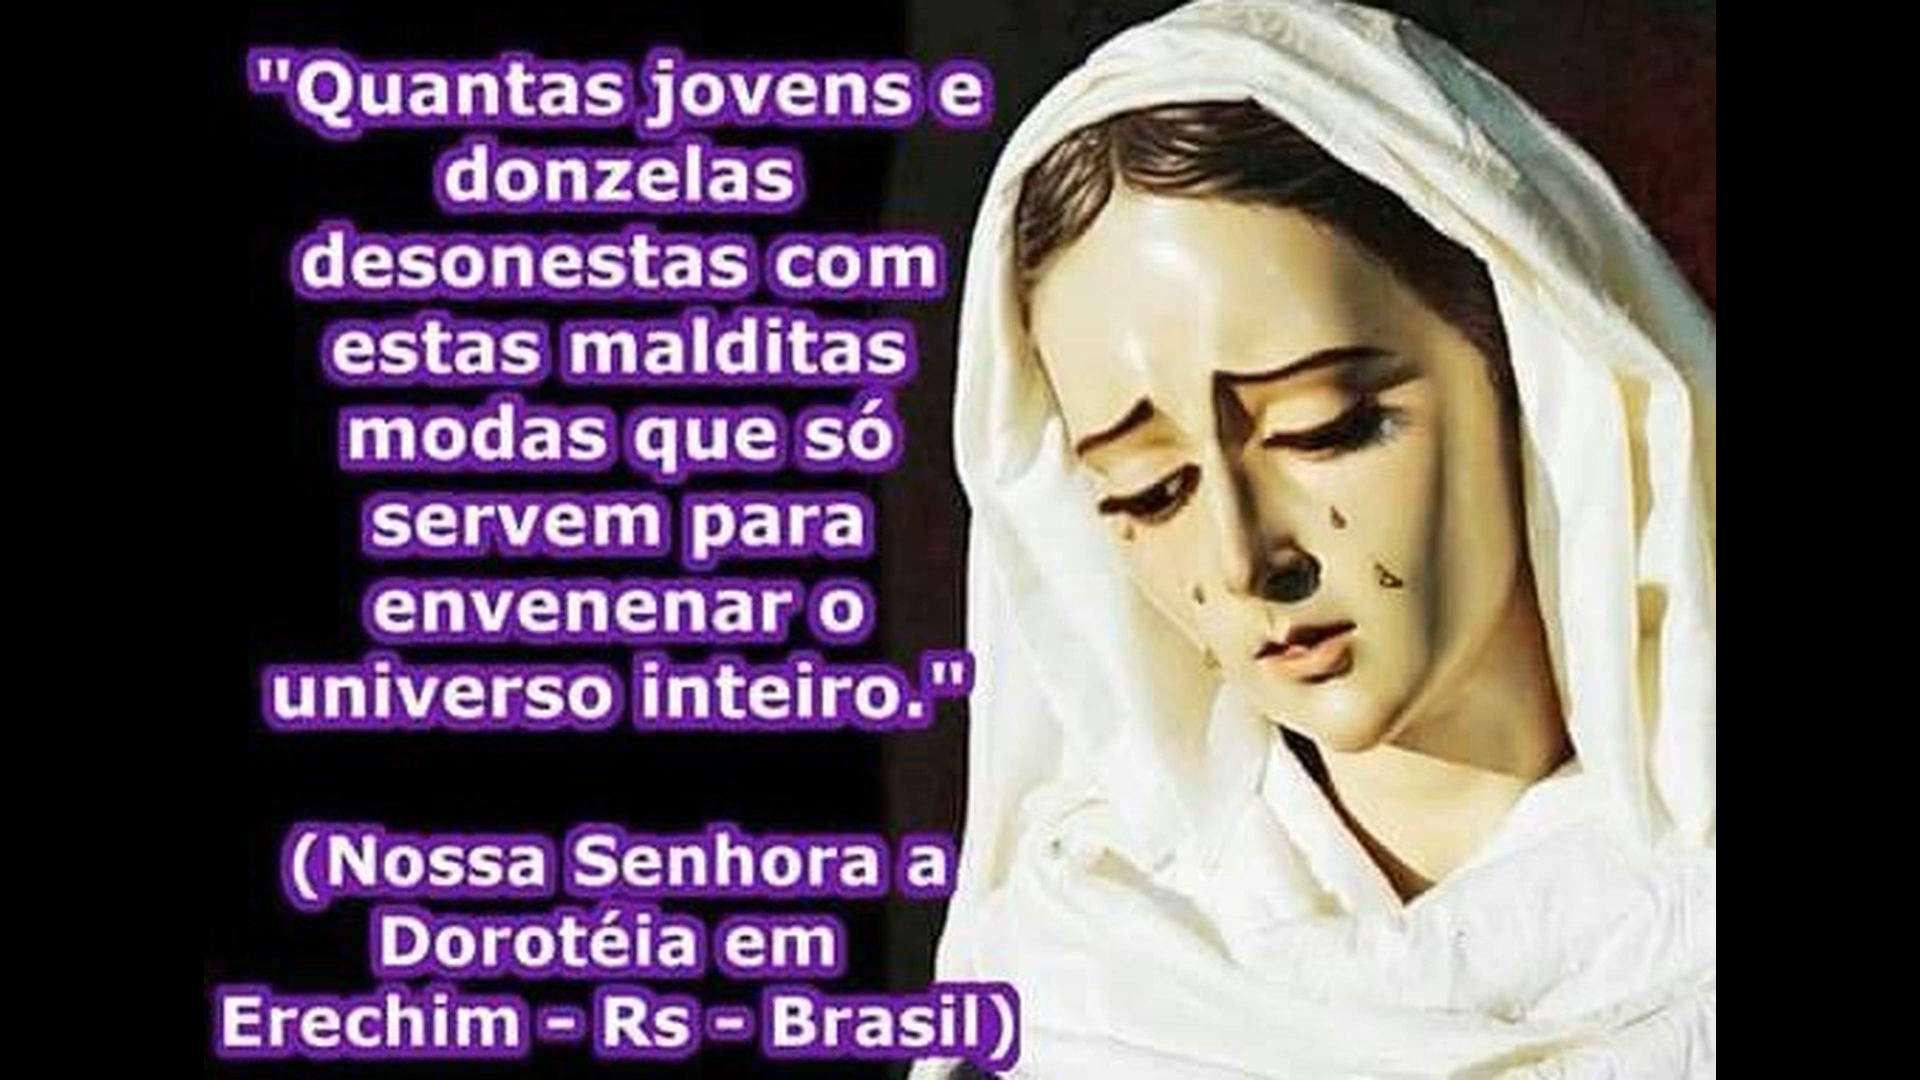 "Quantas jovens e
donzelas
desonestas com
estas malditas
modas que só
servem para
envenenar o
universo inteiro."
(Nossa Senhora a
Dorotéia em
Erechim - Rs - Brasil)